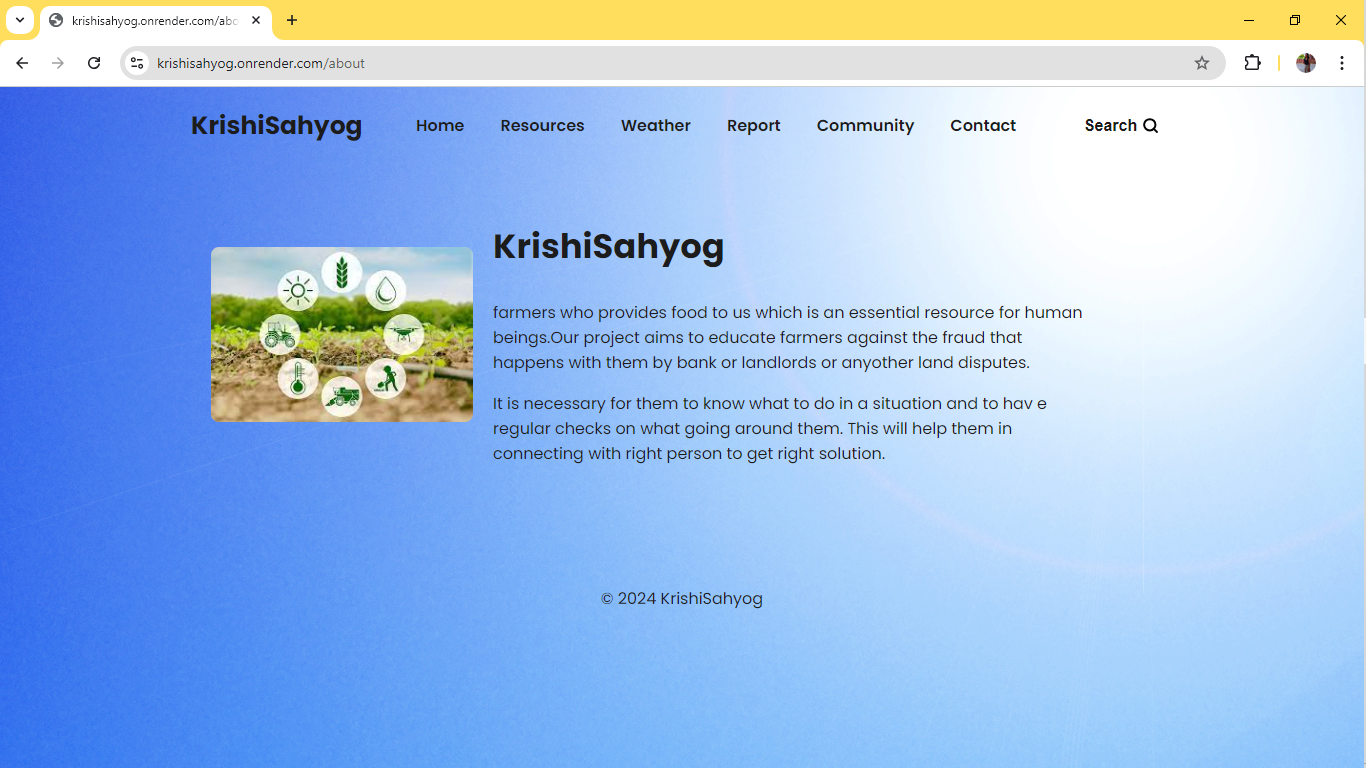 krishisahyog.onrender.com/abo
krishisahyog.onrender.com/about
KrishiSahyog Home Resources Weather Report Community Contact Search
KrishiSahyog
farmers who provides food to us which is an essential resource for human
beings.Our project aims to educate farmers against the fraud that
happens with them by bank or landlords or anyother land disputes.
It is necessary for them to know what to do in a situation and to hav e
regular checks on what going around them. This will help them in
connecting with right person to get right solution.
© 2024 KrishiSahyog